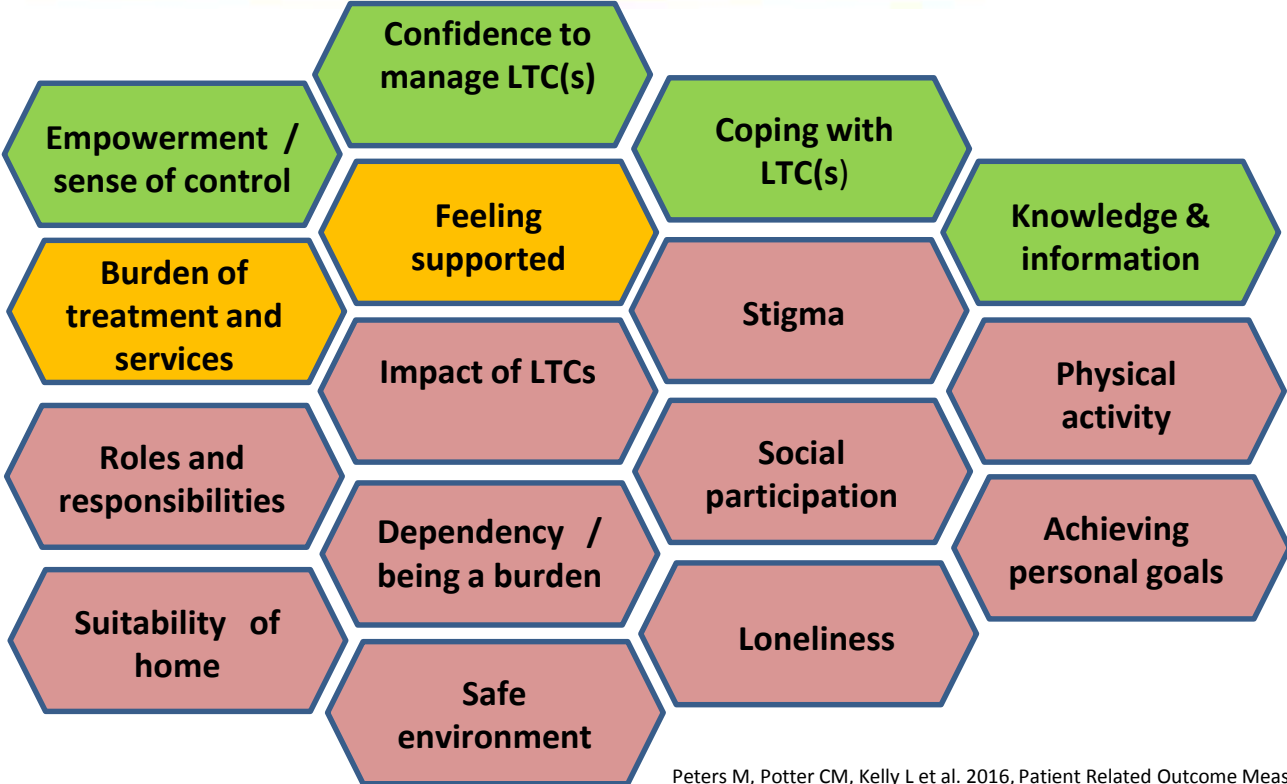 Confidence to
manage LTC(s)
Empowerment /
sense of control
Coping with
LTC(s)
Feeling
supported
Knowledge &
information
Burden of
treatment and
services
Stigma
Impact of LTCs
Physical
activity
Roles and
responsibilities
Social
participation
Dependency /
being a burden
Achieving
personal goals
Suitability of
home
Loneliness
Safe
environment
Peters M, Potter CM, Kelly L et al. 2016, Patient Related Outcome Meas